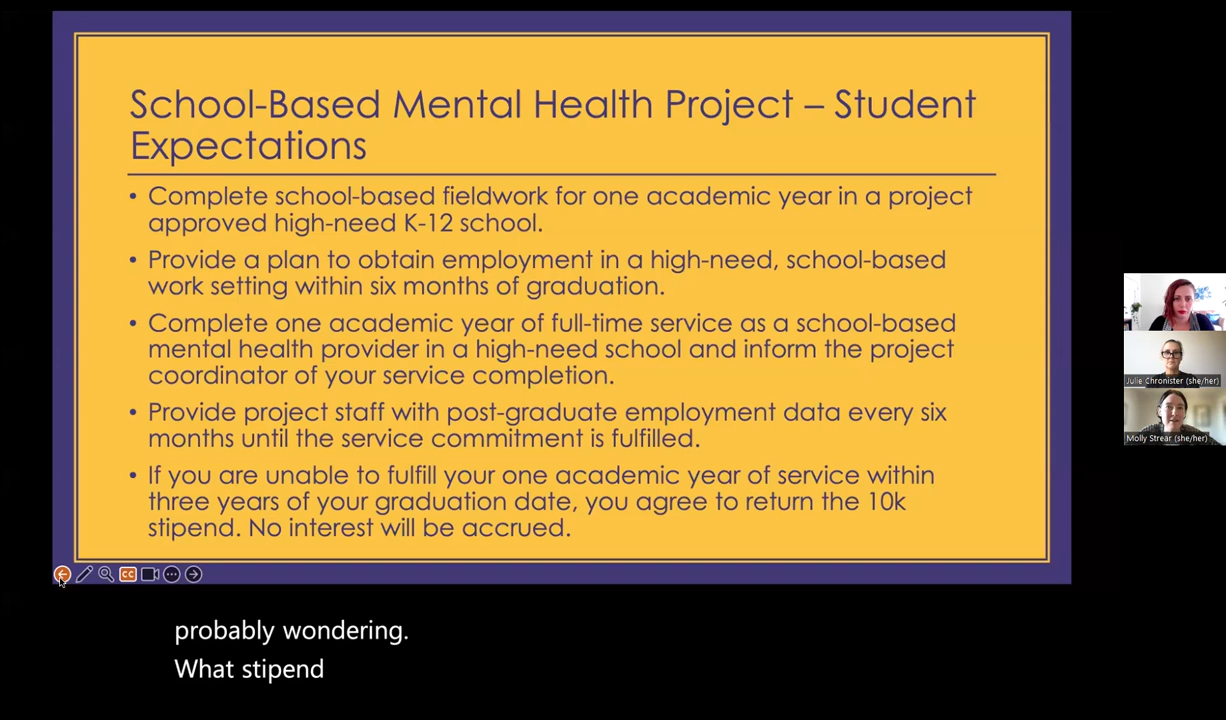 School-Based Mental Health Project – Student
Expectations
• Complete school-based fieldwork for one academic year in a project
approved high-need K-12 school.
• Provide a plan to obtain employment in a high-need, school-based
work setting within six months of graduation.
• Complete one academic year of full-time service as a school-based
mental health provider in a high-need school and inform the project
coordinator of your service completion.
• Provide project staff with post-graduate employment data every six
months until the service commitment is fulfilled.
• If you are unable to fulfill your one academic year of service within
three years of your graduation date, you agree to return the 10k
stipend. No interest will be accrued.
CC
probably wondering.
What stipend
Julie Chronister (she/her)
Molly Strear (she/her)